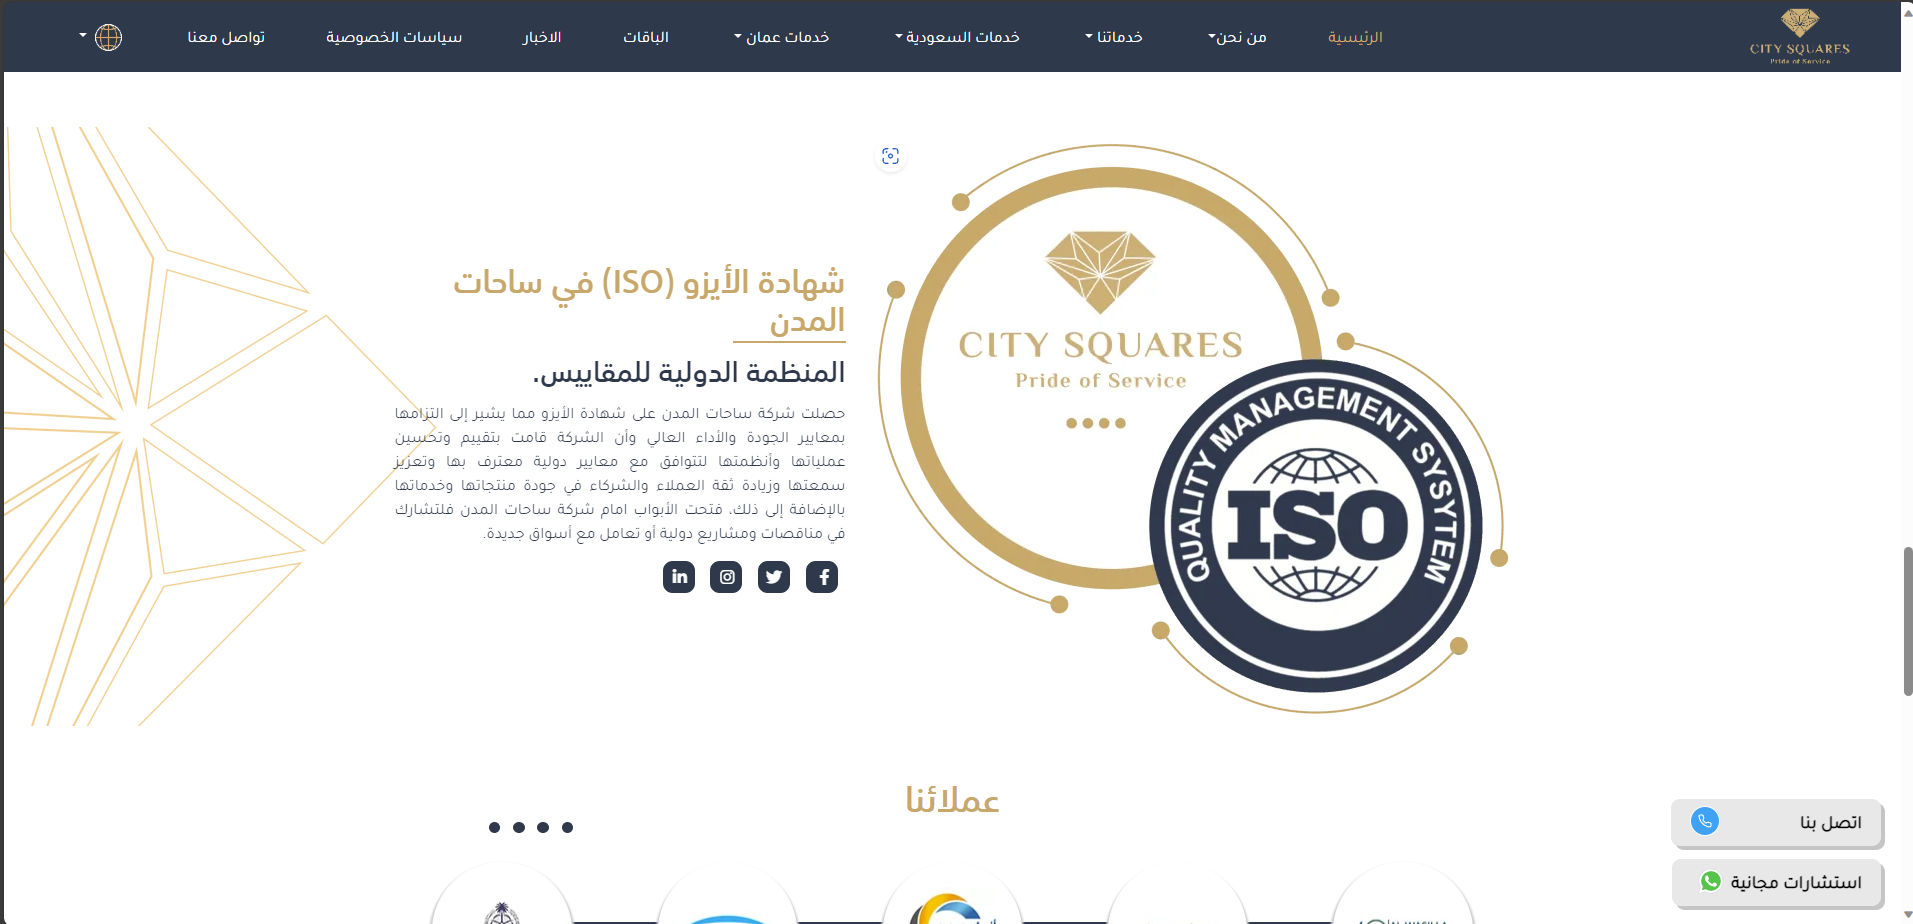 CITY SQUARES
Pride of Service
الرئيسية
من نحن
خدماتنا
خدمات السعودية
خدمات عمان
الباقات
الاخبار
سياسات الخصوصية
تواصل معنا
CITY SQUARES
Pride of Service
QUALITY MANAGEMENT SYSYTEM
ISO
شهادة الأيزو (ISO) في ساحات
المدن
المنظمة الدولية للمقاييس.
حصلت شركة ساحات المدن على شهادة الأيزو مما يشير إلى التزامها
بمعايير الجودة والأداء العالي وأن الشركة قامت بتقييم وتحسين
عملياتها وأنظمتها لتتوافق مع معايير دولية معترف بها وتعزيز
سمعتها وزيادة ثقة العملاء والشركاء في جودة منتجاتها وخدماتها
بالإضافة إلى ذلك، فتحت الأبواب امام شركة ساحات المدن فلتشارك
في مناقصات ومشاريع دولية أو تعامل مع أسواق جديدة.
عملائنا
اتصل بنا
استشارات مجانية